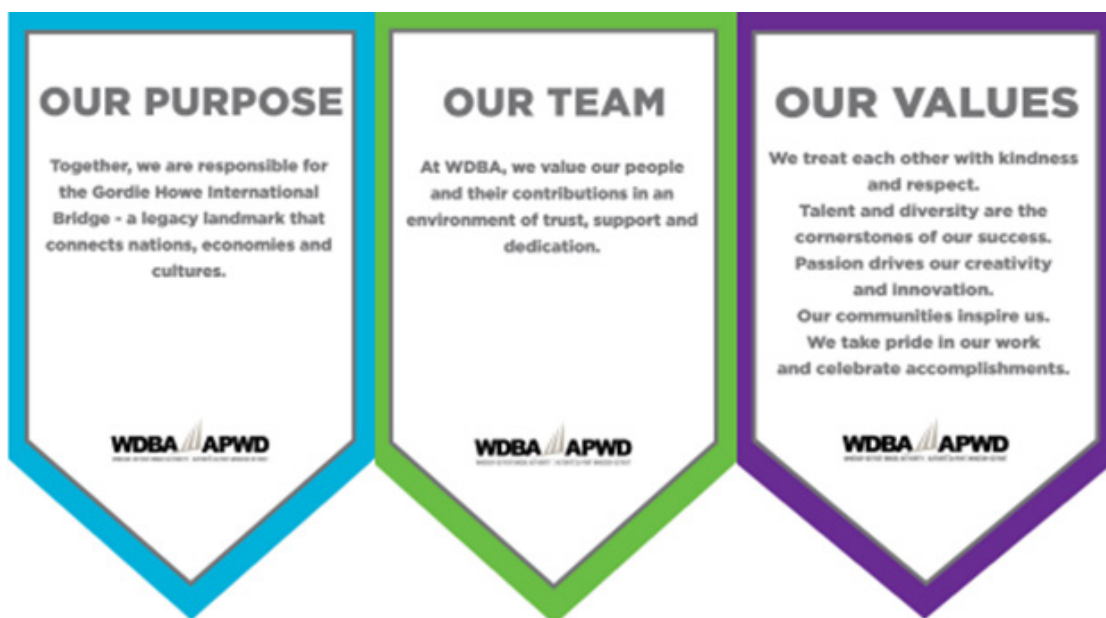 OUR PURPOSE
Together, we are responsible for
the Gordie Howe International
Bridge - a legacy landmark that
connects nations, economies and
cultures.
WDBA APWD
OUR TEAM
At WDBA, we value our people
and their contributions in an
environment of trust, support and
dedication.
WDBA APWD
OUR VALUES
We treat each other with kindness
and respect.
Talent and diversity are the
cornerstones of our success.
Passion drives our creativity
and innovation.
Our communities inspire us.
We take pride in our work
and celebrate accomplishments.
WDBA APWD